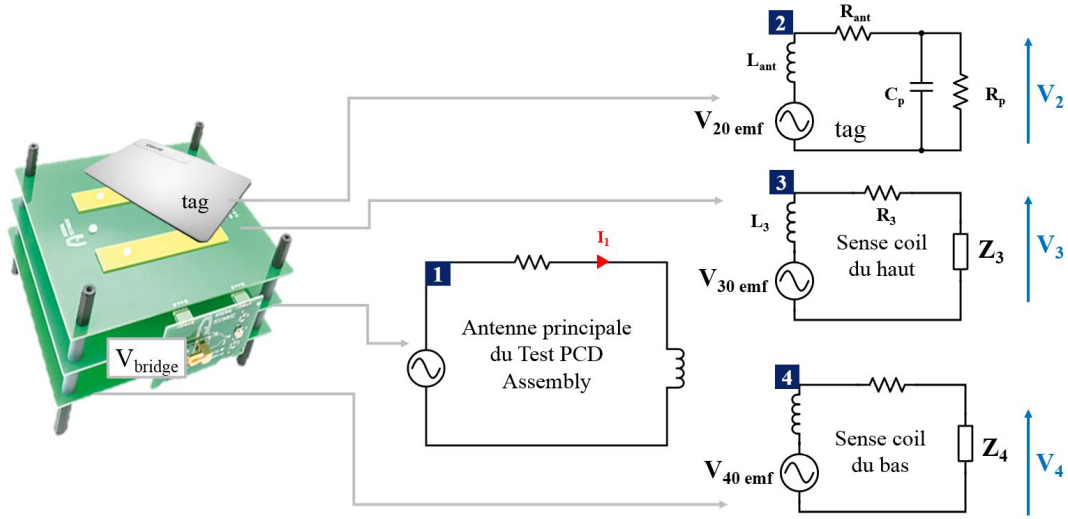 2
R_ant
L_ant
C_p
R_p
V_2
V_20 emf
tag
tag
3
L_3
R_3
Sense coil
du haut
Z_3
V_3
V_30 emf
1
I_1
Antenne principale
du Test PCD
Assembly
V_bridge
4
Sense coil
du bas
Z_4
V_4
V_40 emf